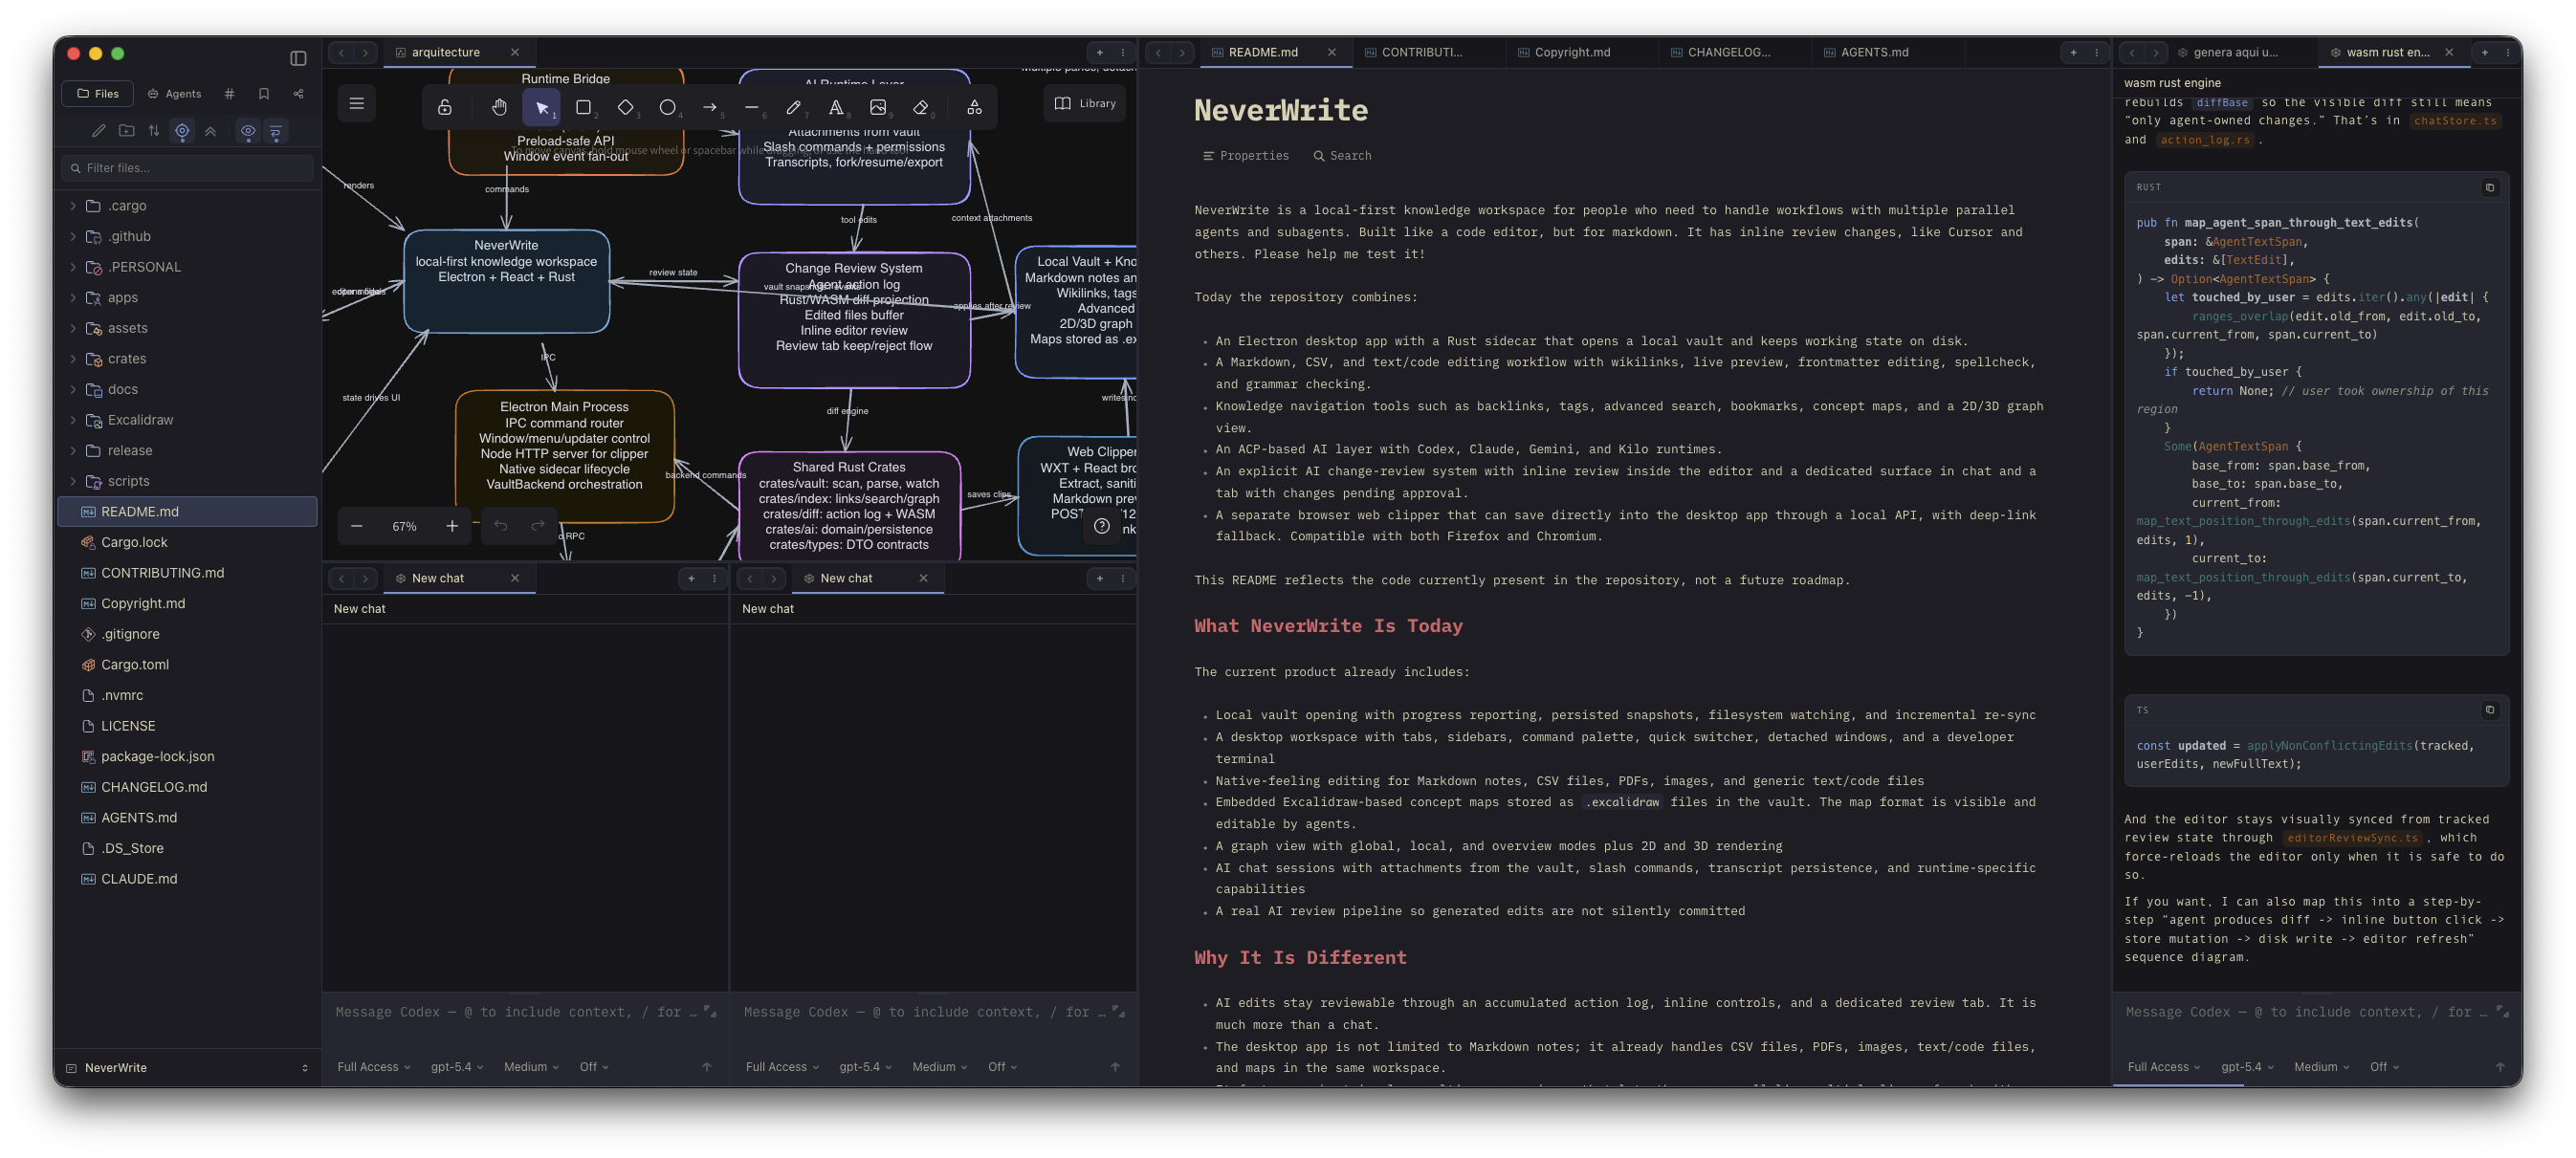 Files
Agents
Filter files...
.cargo
.github
.PERSONAL
apps
assets
crates
docs
Excalidraw
release
scripts
README.md
Cargo.lock
CONTRIBUTING.md
Copyright.md
.gitignore
Cargo.toml
.nvmrc
LICENSE
package-lock.json
CHANGELOG.md
AGENTS.md
.DS_Store
CLAUDE.md
NeverWrite
arquitecture
Library
Runtime Bridge
Preload-safe API
Window event fan-out
AI Runtime Layer
Attachments from vault
Slash commands + permissions
Transcripts, fork/resume/export
renders
commands
tool edits
context attachments
NeverWrite
local-first knowledge workspace
Electron + React + Rust
review state
Change Review System
Agent action log
Rust/WASM diff projection
Edited files buffer
Inline editor review
Review tab keep/reject flow
applies after review
Wikilinks, tags
Advanced
2D/3D graph
IPC
state drives UI
diff engine
Electron Main Process
IPC command router
Window/menu/updater control
Node HTTP server for clipper
Native sidecar lifecycle
VaultBackend orchestration
backend commands
Shared Rust Crates
crates/vault: scan, parse, watch
crates/index: links/search/graph
crates/diff: action log + WASM
crates/ai: domain/persistence
crates/types: DTO contracts
saves clips
Web Clipper
67%
RPC
New chat
New chat
Message Codex — @ to include context, / for …
Full Access
gpt-5.4
Medium
Off
New chat
New chat
Message Codex — @ to include context, / for …
Full Access
gpt-5.4
Medium
Off
README.md
CONTRIBUTI...
Copyright.md
CHANGELOG...
AGENTS.md
NeverWrite
Properties
Search
NeverWrite is a local-first knowledge workspace for people who need to handle workflows with multiple parallel
agents and subagents. Built like a code editor, but for markdown. It has inline review changes, like Cursor and
others. Please help me test it!
Today the repository combines:
• An Electron desktop app with a Rust sidecar that opens a local vault and keeps working state on disk.
• A Markdown, CSV, and text/code editing workflow with wikilinks, live preview, frontmatter editing, spellcheck,
and grammar checking.
• Knowledge navigation tools such as backlinks, tags, advanced search, bookmarks, concept maps, and a 2D/3D graph
view.
• An ACP-based AI layer with Codex, Claude, Gemini, and Kilo runtimes.
• An explicit AI change-review system with inline review inside the editor and a dedicated surface in chat and a
tab with changes pending approval.
• A separate browser web clipper that can save directly into the desktop app through a local API, with deep-link
fallback. Compatible with both Firefox and Chromium.
This README reflects the code currently present in the repository, not a future roadmap.
What NeverWrite Is Today
The current product already includes:
• Local vault opening with progress reporting, persisted snapshots, filesystem watching, and incremental re-sync
• A desktop workspace with tabs, sidebars, command palette, quick switcher, detached windows, and a developer
terminal
• Native-feeling editing for Markdown notes, CSV files, PDFs, images, and generic text/code files
• Embedded Excalidraw-based concept maps stored as .excalidraw files in the vault. The map format is visible and
editable by agents.
• A graph view with global, local, and overview modes plus 2D and 3D rendering
• AI chat sessions with attachments from the vault, slash commands, transcript persistence, and runtime-specific
capabilities
• A real AI review pipeline so generated edits are not silently committed
Why It Is Different
• AI edits stay reviewable through an accumulated action log, inline controls, and a dedicated review tab. It is
much more than a chat.
• The desktop app is not limited to Markdown notes; it already handles CSV files, PDFs, images, text/code files,
and maps in the same workspace.
genera aqui u...
wasm rust en...
wasm rust engine
rebuilds diffBase so the visible diff still means
"only agent-owned changes." That's in chatStore.ts
and action_log.rs.
RUST
pub fn map_agent_span_through_text_edits(
span: &AgentTextSpan,
edits: &[TextEdit],
) -> Option<AgentTextSpan> {
let touched_by_user = edits.iter().any(|edit| {
ranges_overlap(edit.old_from, edit.old_to,
span.current_from, span.current_to)
});
if touched_by_user {
return None; // user took ownership of this
region
}
Some(AgentTextSpan {
base_from: span.base_from,
base_to: span.base_to,
current_from:
map_text_position_through_edits(span.current_from,
edits, 1),
current_to:
map_text_position_through_edits(span.current_to,
edits, -1),
})
}
TS
const updated = applyNonConflictingEdits(tracked,
userEdits, newFullText);
And the editor stays visually synced from tracked
review state through editorReviewSync.ts, which
force-reloads the editor only when it is safe to do
so.
If you want, I can also map this into a step-by-
step "agent produces diff -> inline button click ->
store mutation -> disk write -> editor refresh"
sequence diagram.
Message Codex — @ to include context, / for …
Full Access
gpt-5.4
Medium
Off